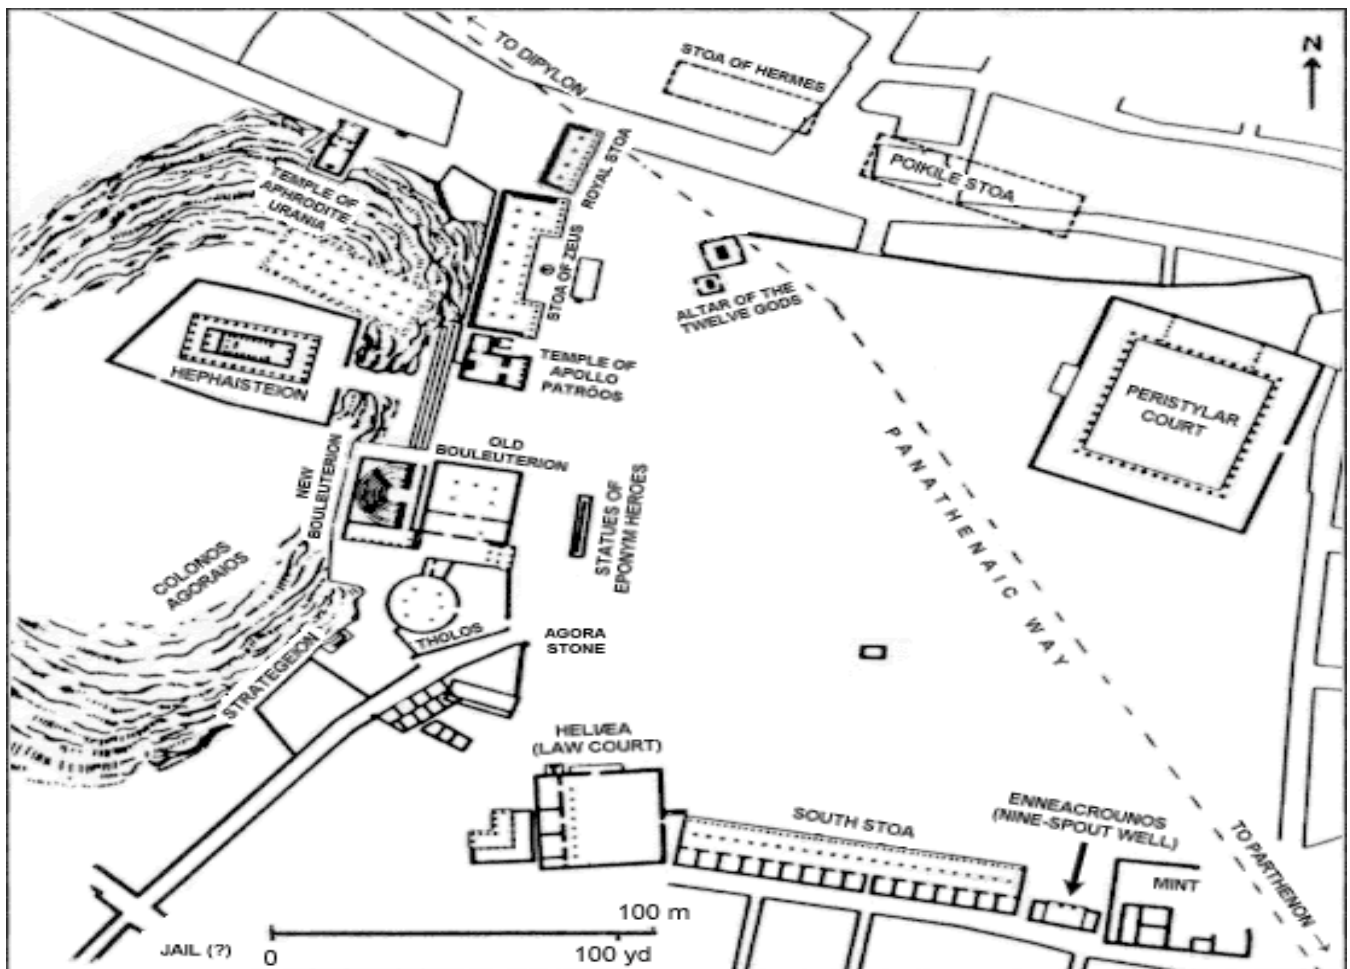 ← TO DIPYLON
STOA OF HERMES
N
ROYAL STOA
POIKILE STOA
TEMPLE OF
APHRODITE
URANIA
STOA OF ZEUS
ALTAR OF THE
TWELVE GODS
HEPHAISTEION
TEMPLE OF
APOLLO
PATRÖOS
PERISTYLAR
COURT
PANATHENAIC WAY
OLD
BOULEUTERION
NEW
BOULEUTERION
STATUES OF
EPONYM HEROES
COLONOS
AGORAIOS
THOLOS
AGORA
STONE
STRATEGEION
HELIÆA
(LAW COURT)
SOUTH STOA
ENNEACROUNOS
(NINE-SPOUT WELL)
MINT
TO PARTHENON →
JAIL (?)
0
100 m
100 yd